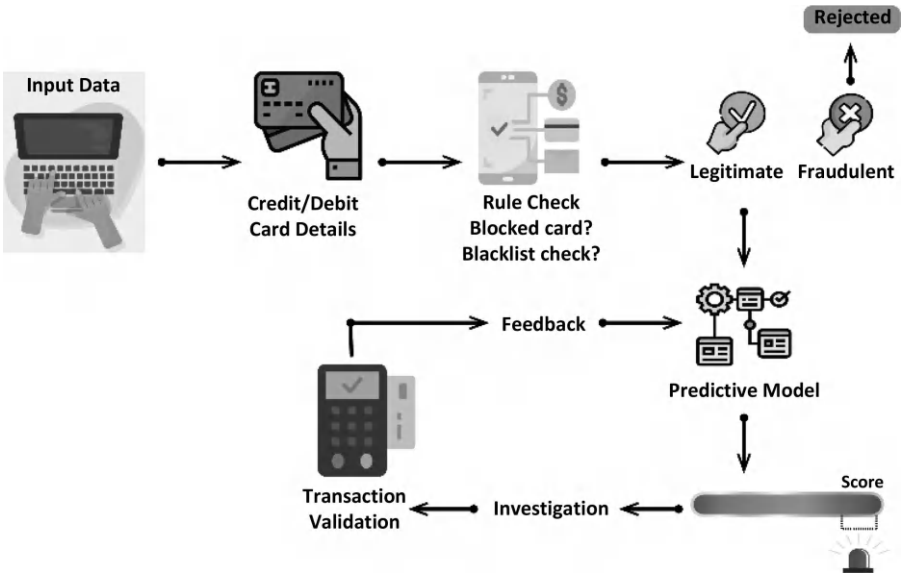 Rejected
Input Data
Legitimate
Fraudulent
Credit/Debit
Card Details
Rule Check
Blocked card?
Blacklist check?
Feedback
Predictive Model
Score
Transaction
Validation
Investigation